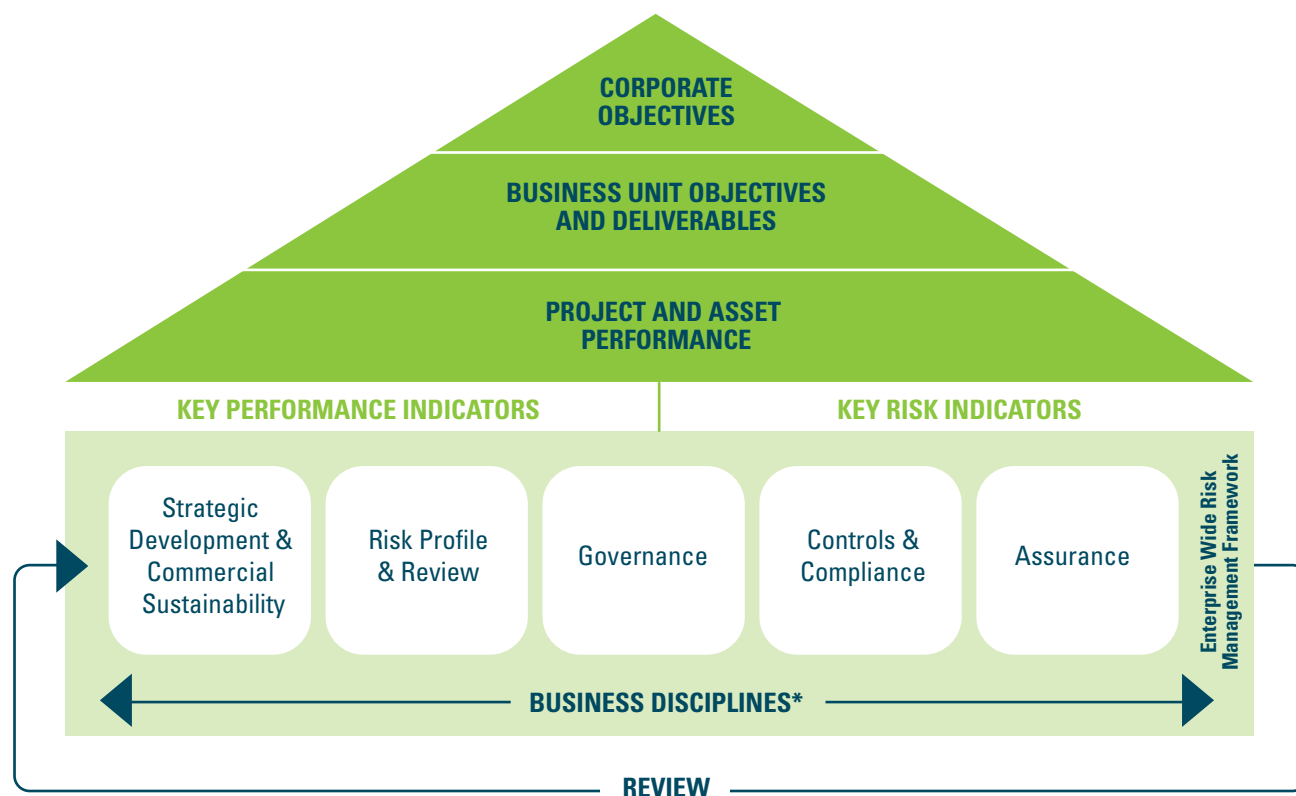 CORPORATE
OBJECTIVES
BUSINESS UNIT OBJECTIVES
AND DELIVERABLES
PROJECT AND ASSET
PERFORMANCE
KEY PERFORMANCE INDICATORS
KEY RISK INDICATORS
Strategic
Development &
Commercial
Sustainability
Risk Profile
& Review
Governance
Controls &
Compliance
Assurance
Enterprise Wide Risk
Management Framework
BUSINESS DISCIPLINES*
REVIEW